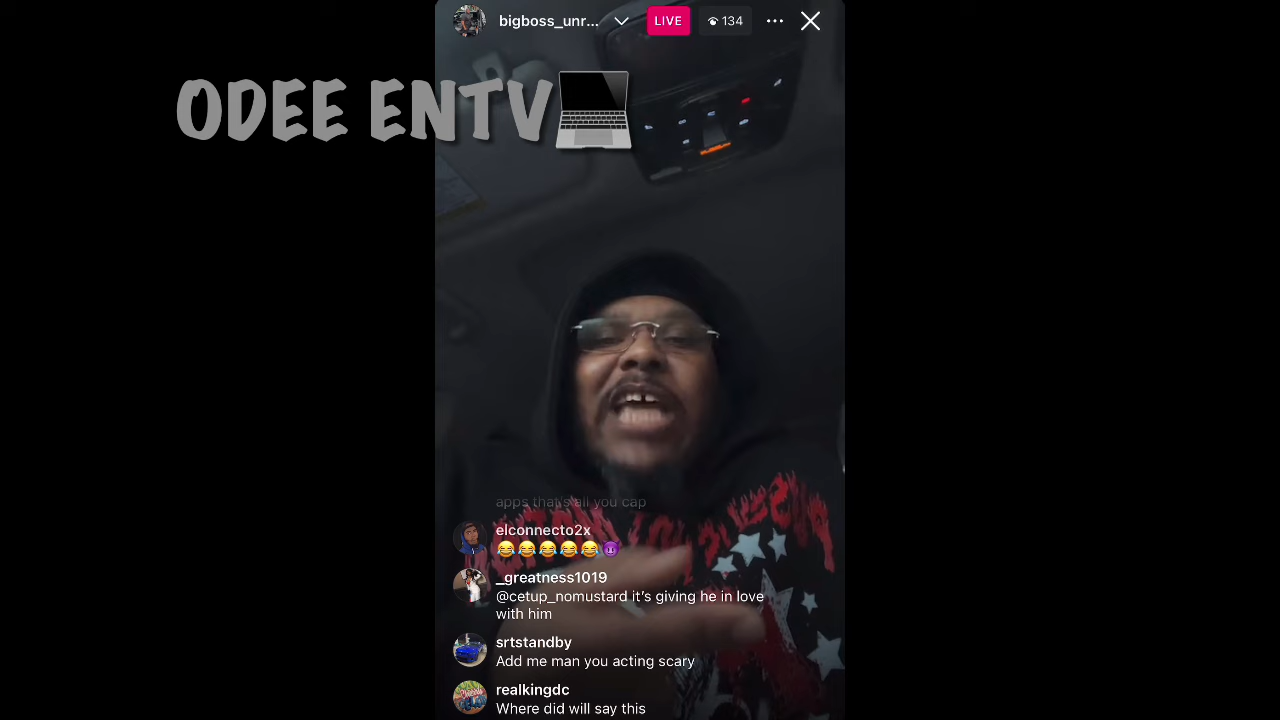 bigboss_unr...
LIVE
134
ODEE ENTV
apps that's all you cap
elconnecto2x
😂😂😂😂😂😈
_greatness1019
@cetup_nomustard it’s giving he in love
with him
srtstandby
Add me man you acting scary
realkingdc
Where did will say this